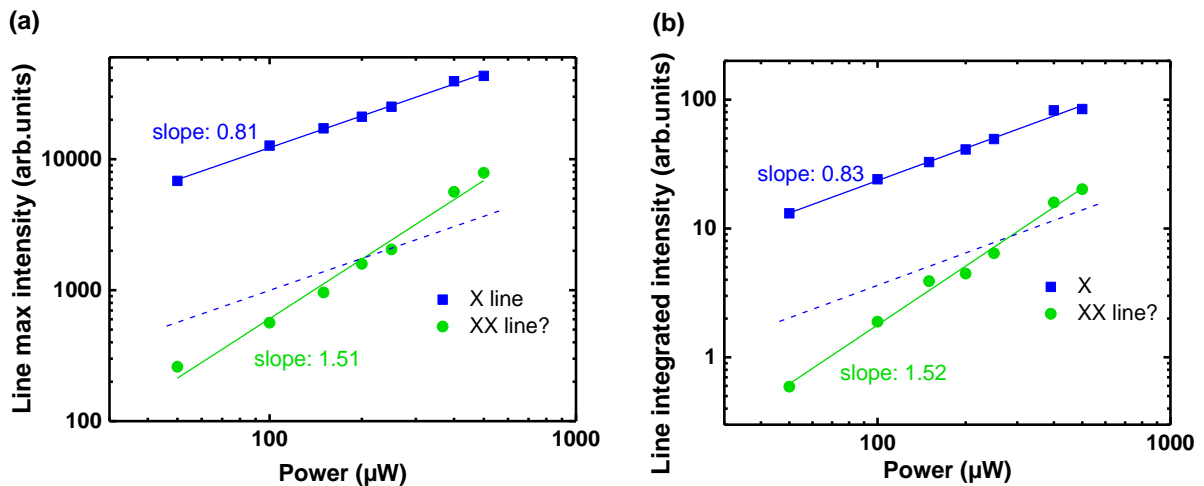 (a)
Line max intensity (arb.units)
10000
1000
100
slope: 0.81
X line
XX line?
slope: 1.51
100
1000
Power (µW)
(b)
Line integrated intensity (arb.units)
100
10
1
slope: 0.83
X
XX line?
slope: 1.52
100
1000
Power (µW)